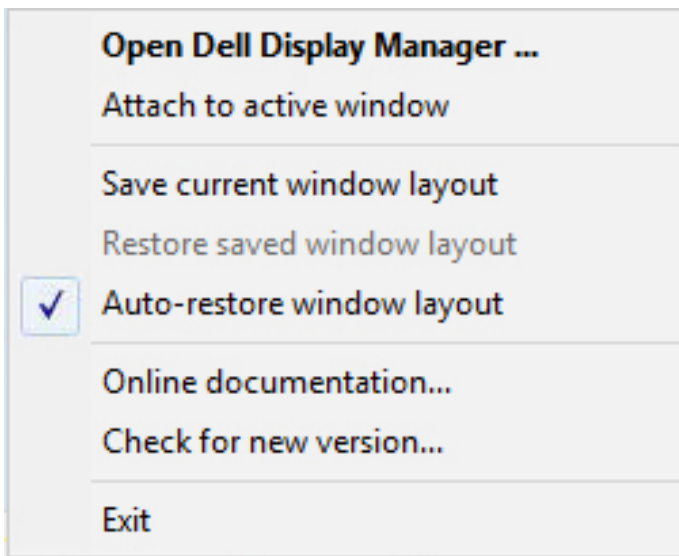 Open Dell Display Manager ...
Attach to active window
Save current window layout
Restore saved window layout
Auto-restore window layout
Online documentation...
Check for new version...
Exit